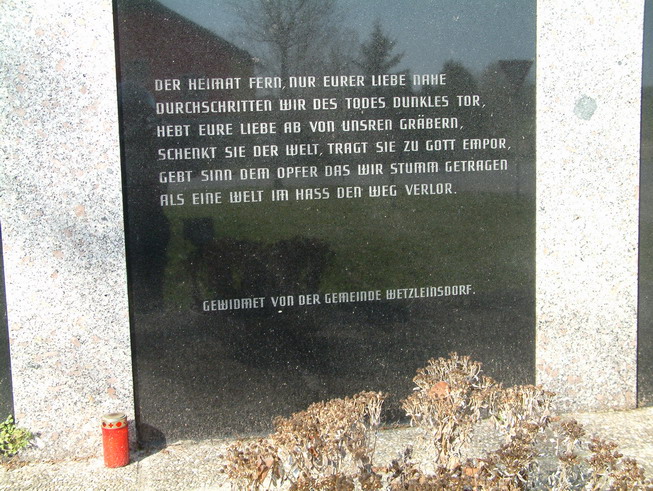 DER HEIMAT FERN, NUR EURER LIEBE NAHE
DURCHSCHRITTEN WIR DES TODES DUNKLES TOR,
HEBT EURE LIEBE AB VON UNSREN GRÄBERN,
SCHENKT SIE DER WELT, TRAGT SIE ZU GOTT EMPOR,
GEBT SINN DEM OPFER DAS WIR STUMM GETRAGEN
ALS EINE WELT IM HASS DEN WEG VERLOR.
GEWIDMET VON DER GEMEINDE WETZLEINSDORF.